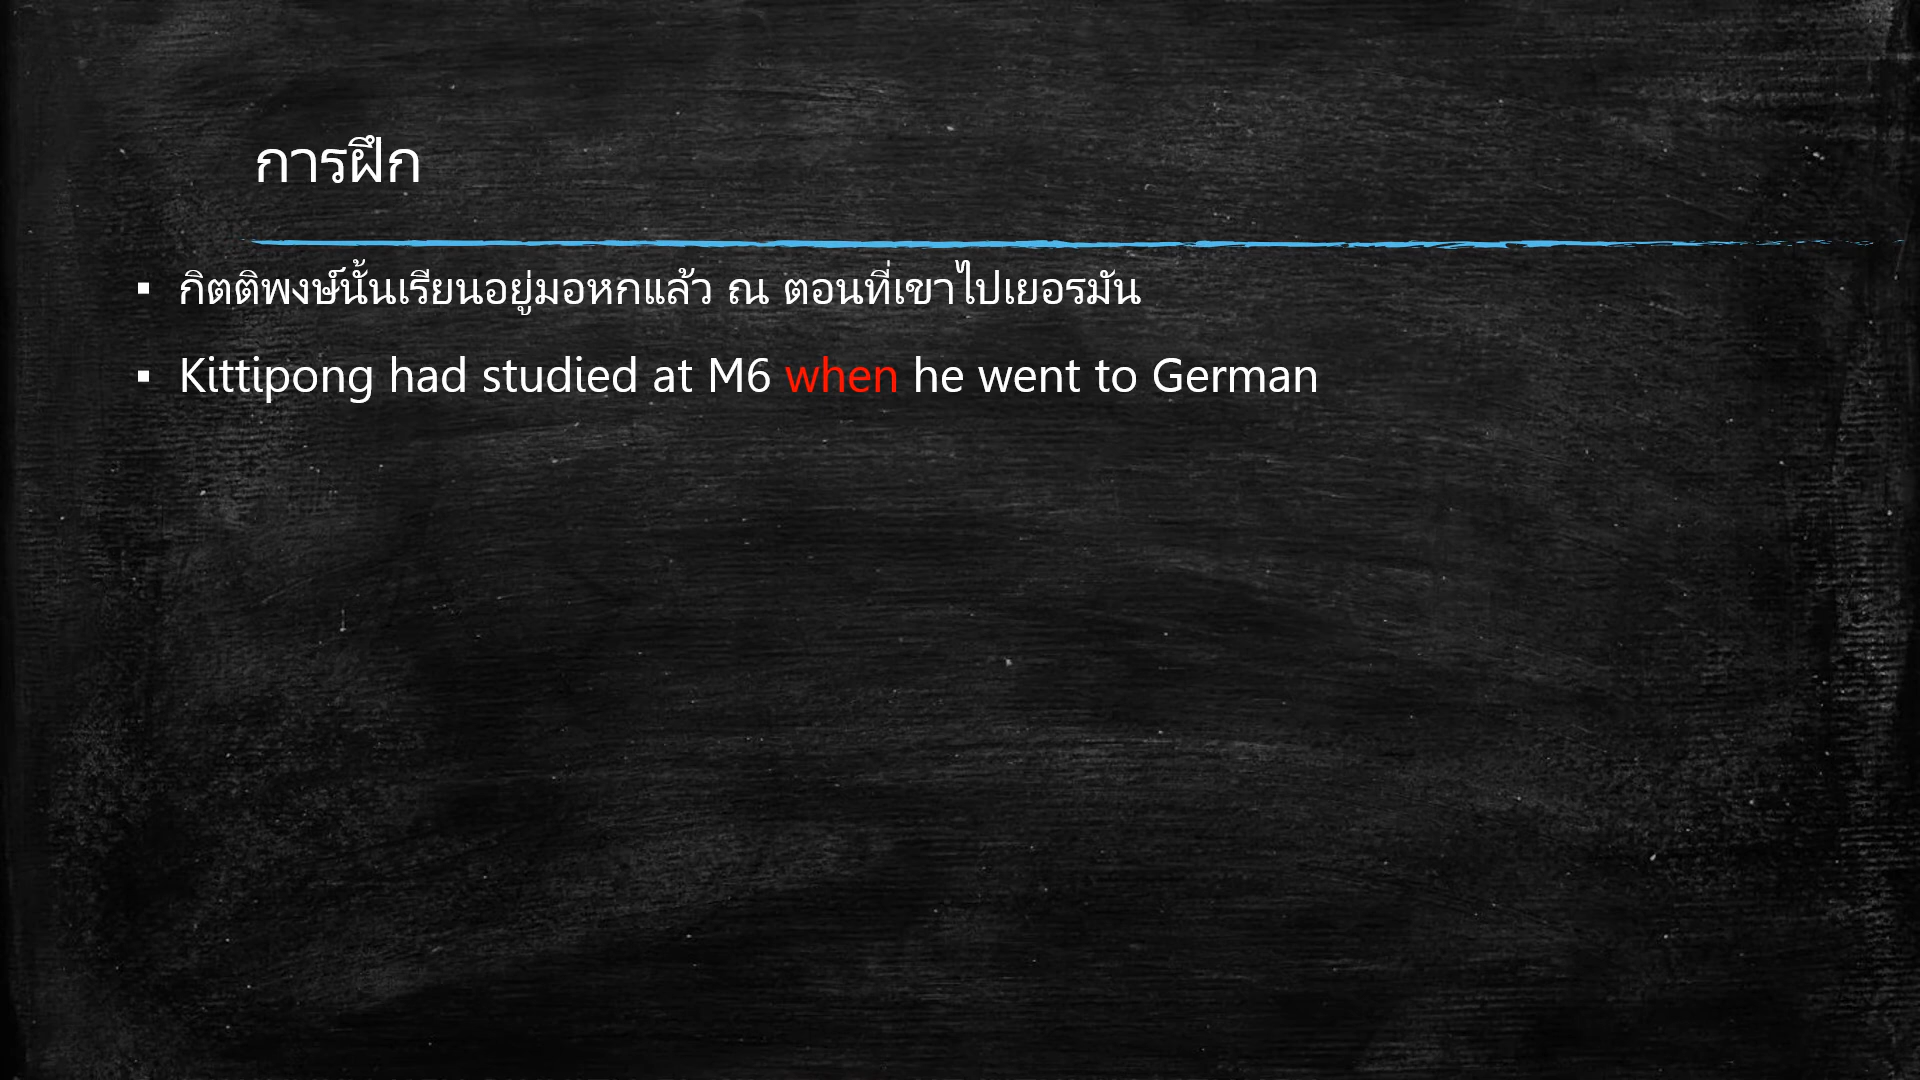 การฝึก
▪ กิตติพงษ์นั้นเรียนอยู่มอหกแล้ว ณ ตอนที่เขาไปเยอรมัน
▪ Kittipong had studied at M6 when he went to German